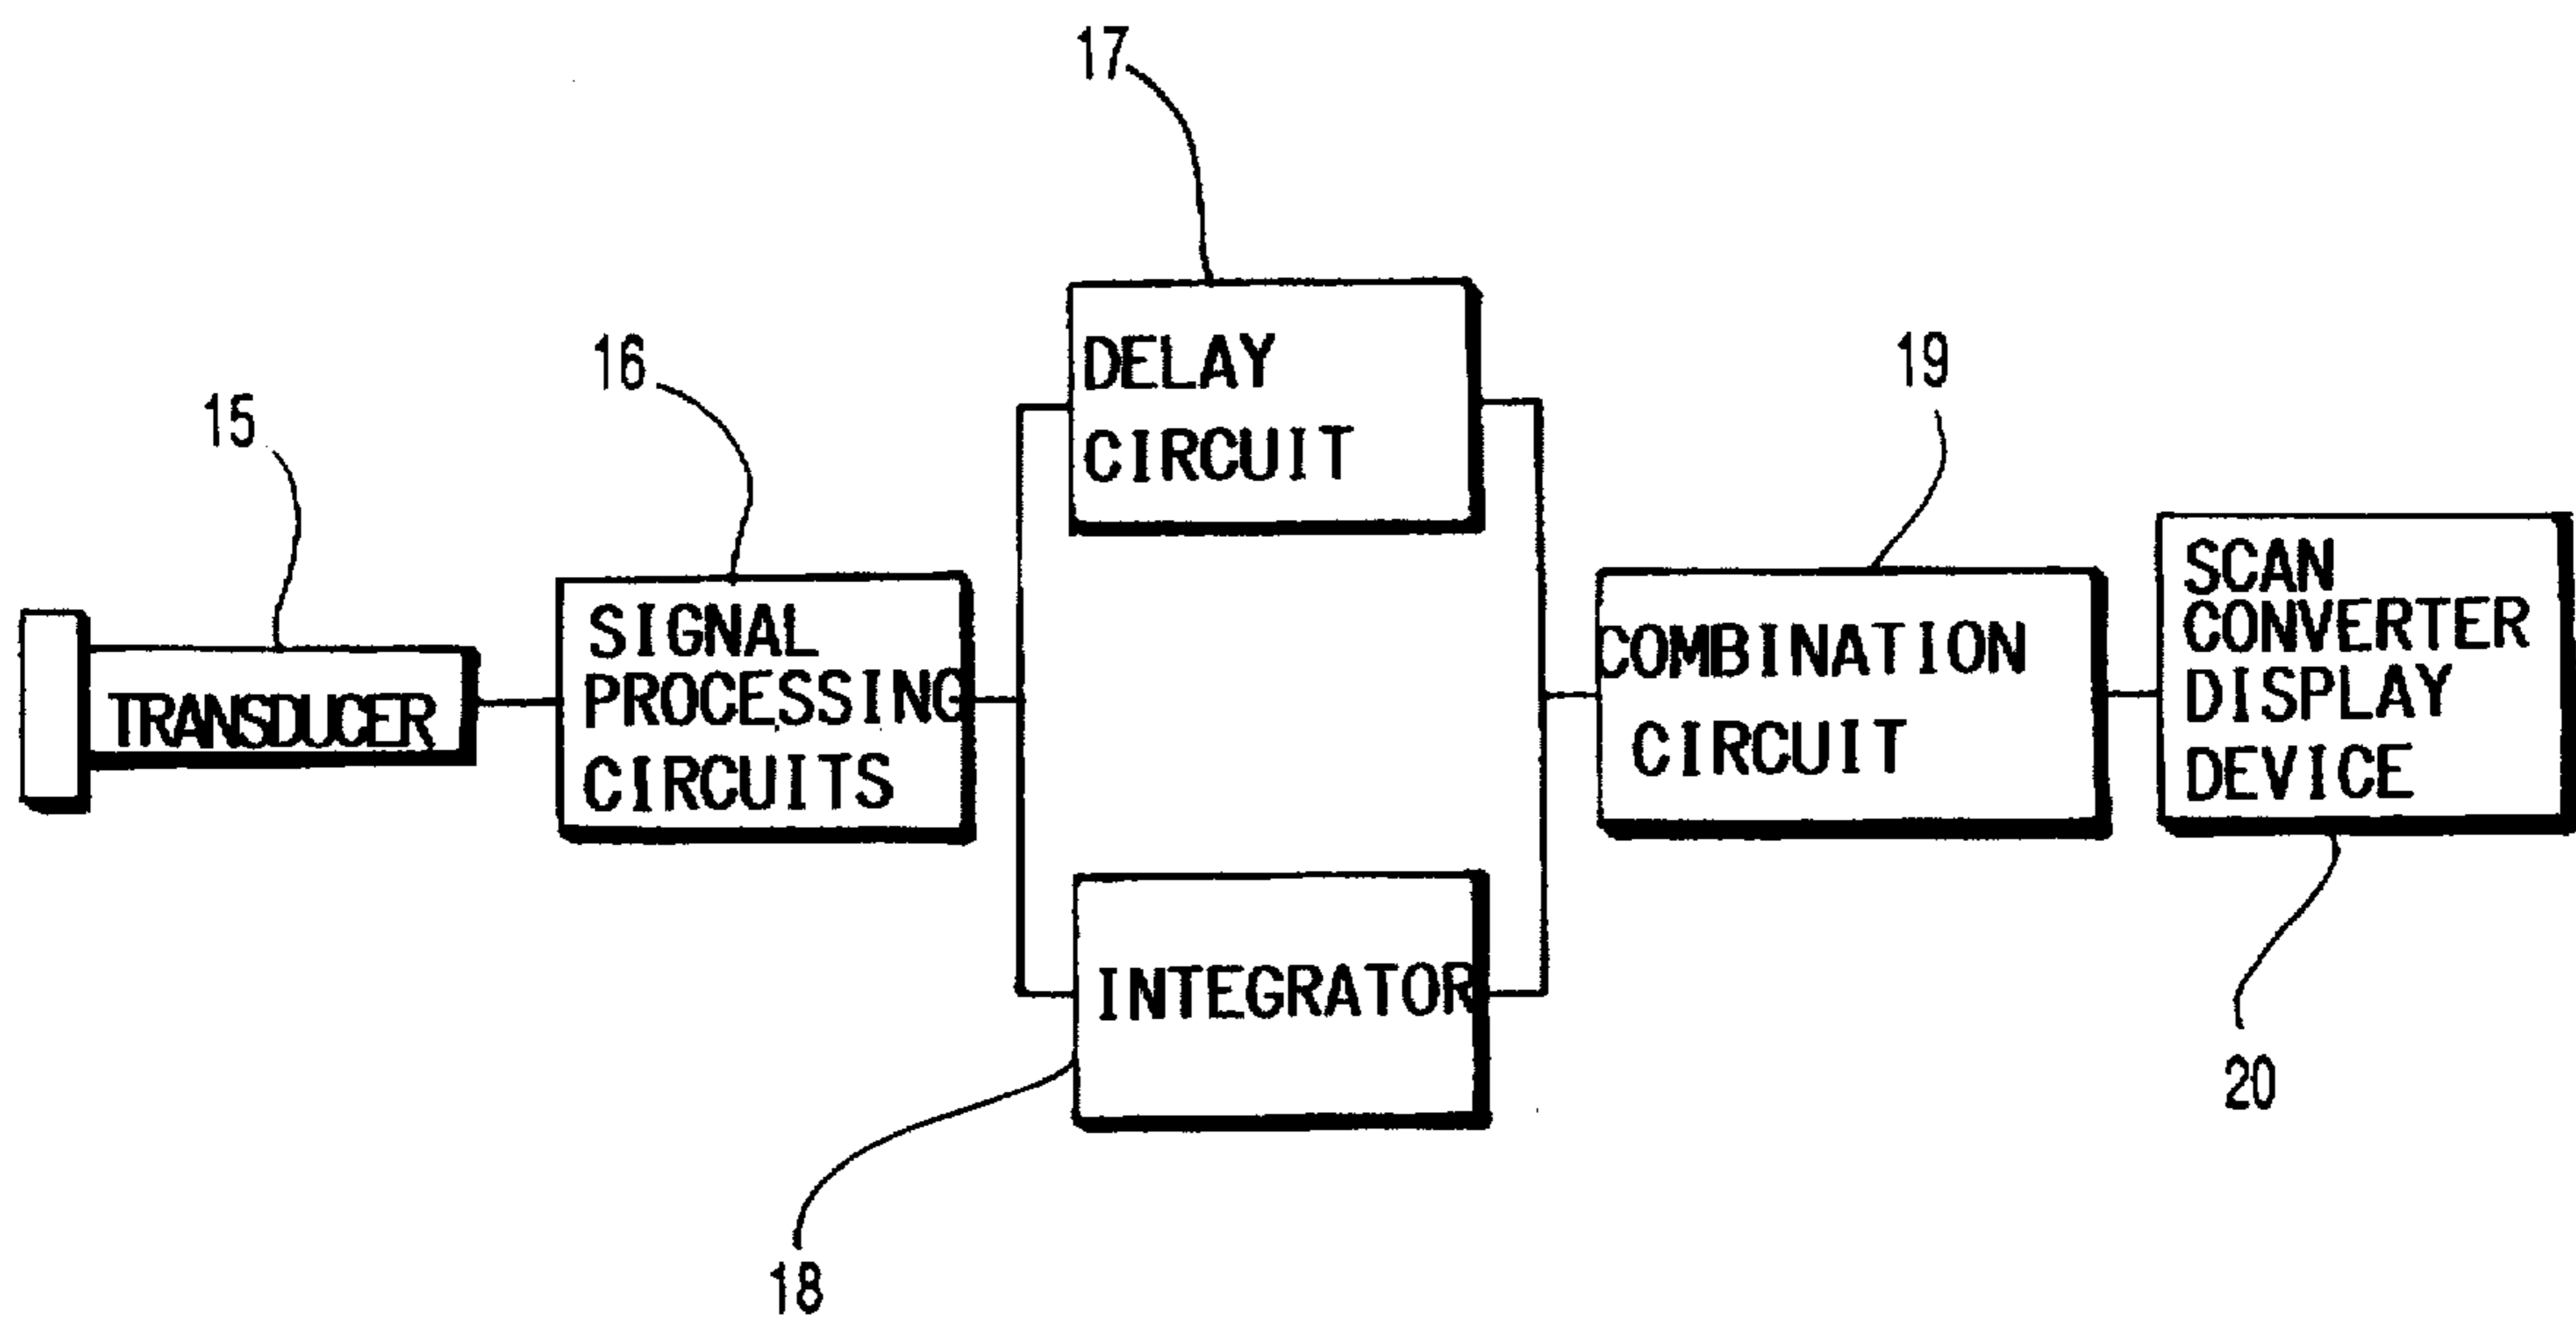 17
DELAY
CIRCUIT
16
19
15
SCAN
CONVERTER
DISPLAY
DEVICE
SIGNAL
PROCESSING
CIRCUITS
COMBINATION
CIRCUIT
TRANSDUCER
INTEGRATOR
20
18